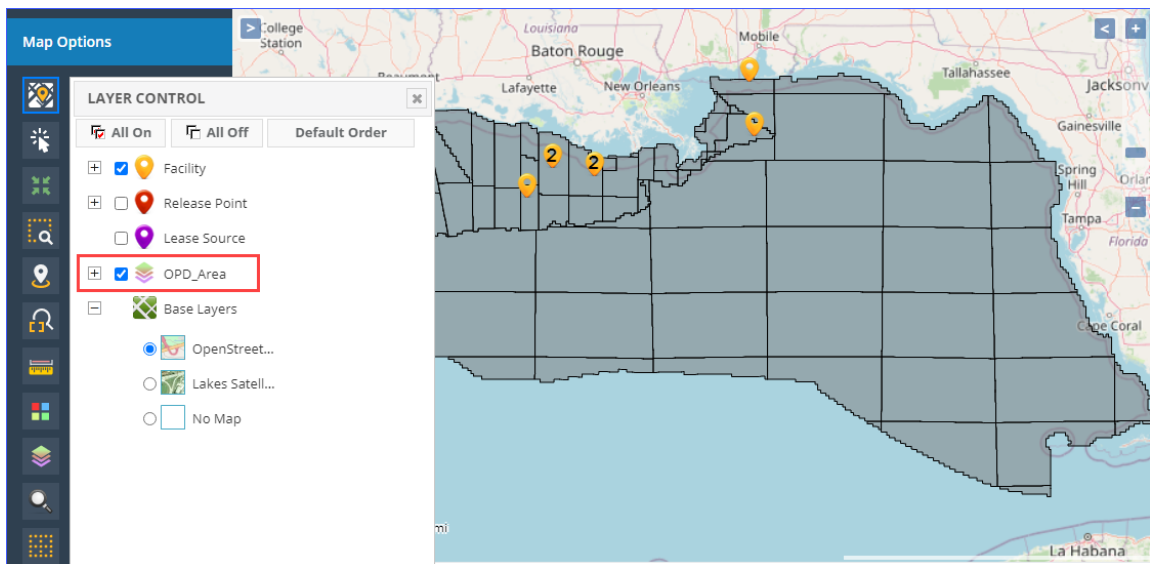 Map Options
LAYER CONTROL
All On All Off Default Order
Facility
Release Point
Lease Source
OPD_Area
Base Layers
OpenStreet...
Lakes Satell...
No Map
College
Station
Louisiana
Baton Rouge
Mobile
Tallahassee
Jacksonv
Lafayette
New Orleans
Gainesville
2
2
Spring
Hill
Orlan
Tampa
Florida
Cape Coral
mi
La Habana